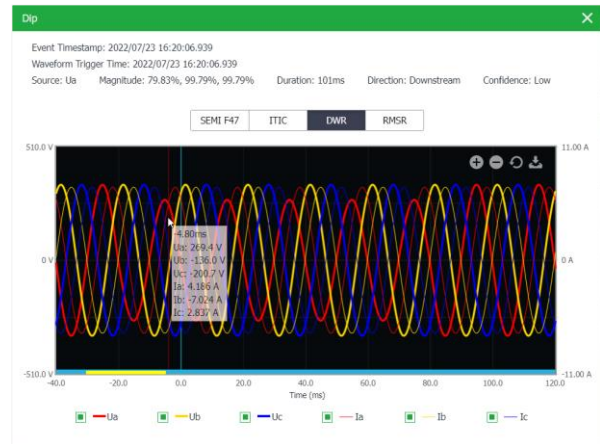 Dip
Event Timestamp: 2022/07/23 16:20:06.939
Waveform Trigger Time: 2022/07/23 16:20:06.939
Source: Ua Magnitude: 79.83%, 99.79%, 99.79% Duration: 101ms Direction: Downstream Confidence: Low
SEMI F47 ITIC DWR RMSR
510.0 V 11.00 A
0 V 0 A
-4.80ms
Ua: 269.4 V
Ub: -136.0 V
Uc: -200.7 V
Ia: 4.186 A
Ib: -7.024 A
Ic: 2.837 A
-510.0 V -11.00 A
-40.0 -20.0 0.0 20.0 40.0 60.0 80.0 100.0 120.0
Time (ms)
Ua Ub Uc Ia Ib Ic